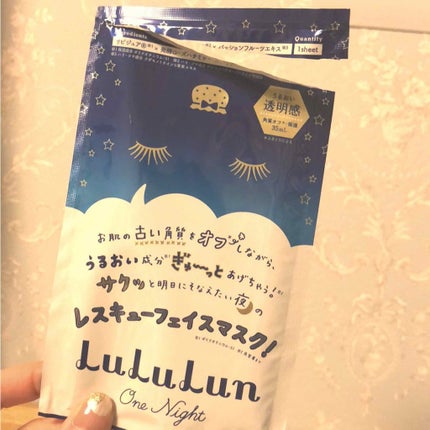 Quantity
1sheet
パッションフルーツエキス
うるおい
透明感
35mL
お肌の古い角質をオフしながら、
うるおい成分ぎゅ〜っとあげちゃう!
サクッと明日にそなえたい夜の
レスキューフェイスマスク!
LuLuLun
One Night